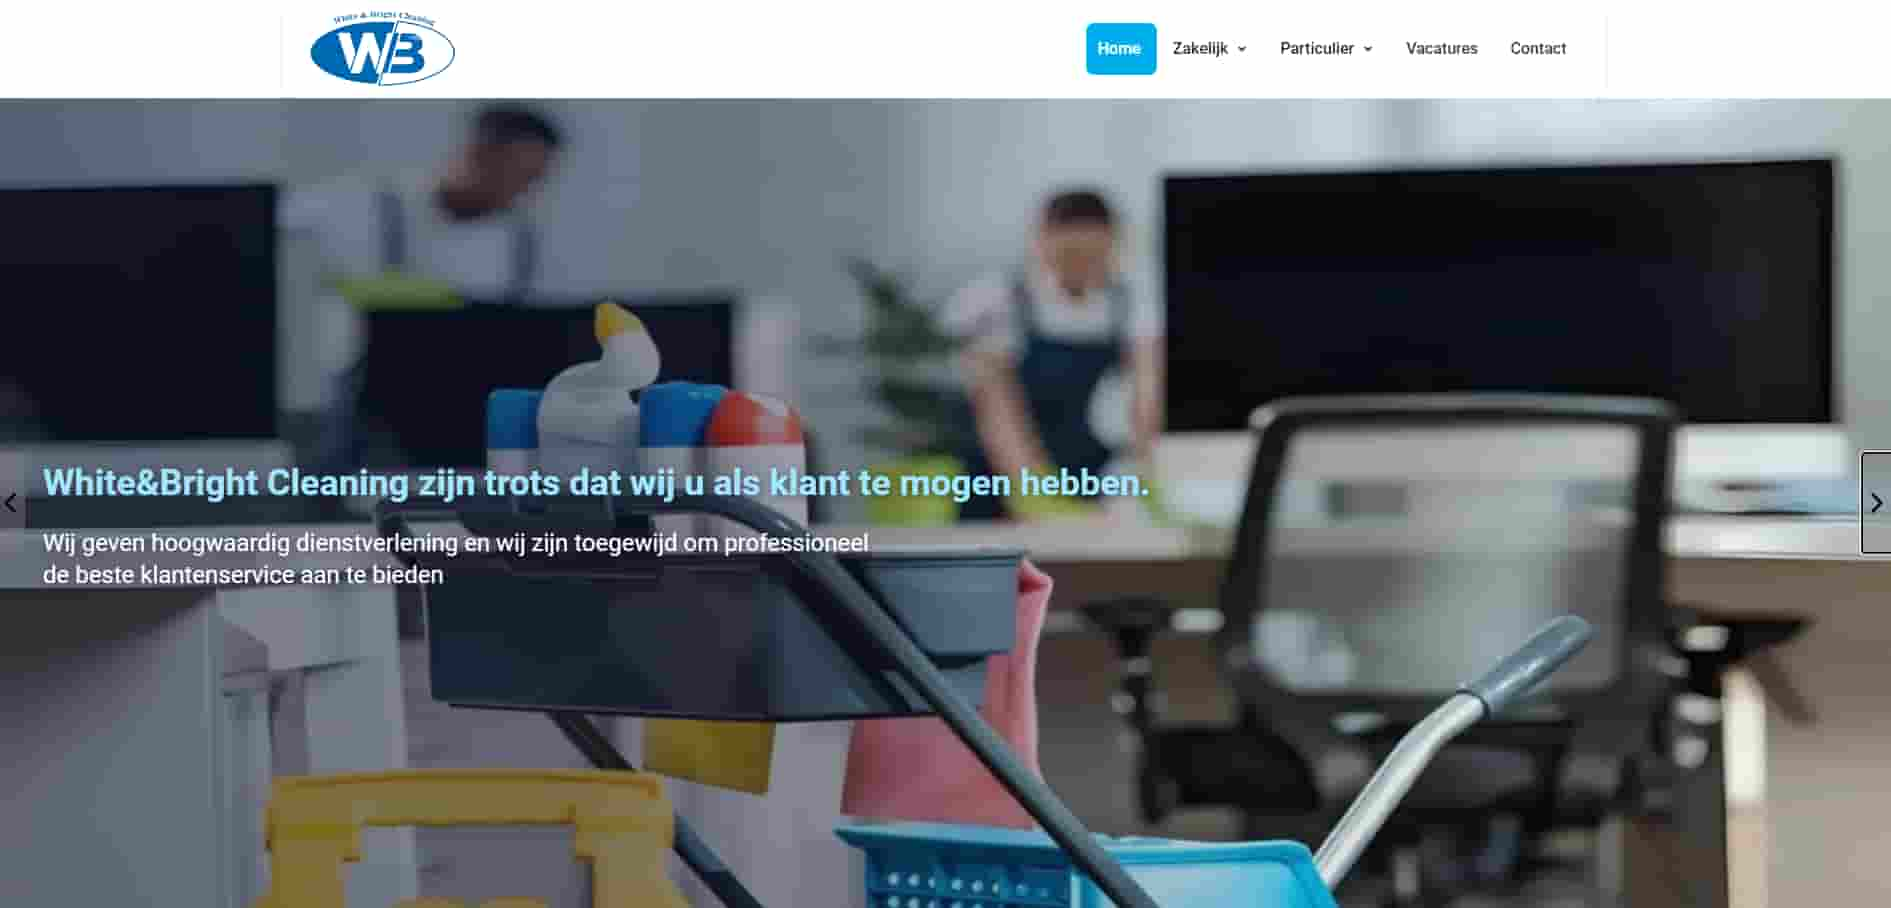 White & Bright Cleaning
WB
Home
Zakelijk
Particulier
Vacatures
Contact
White&Bright Cleaning zijn trots dat wij u als klant te mogen hebben.
Wij geven hoogwaardig dienstverlening en wij zijn toegewijd om professioneel
de beste klantenservice aan te bieden